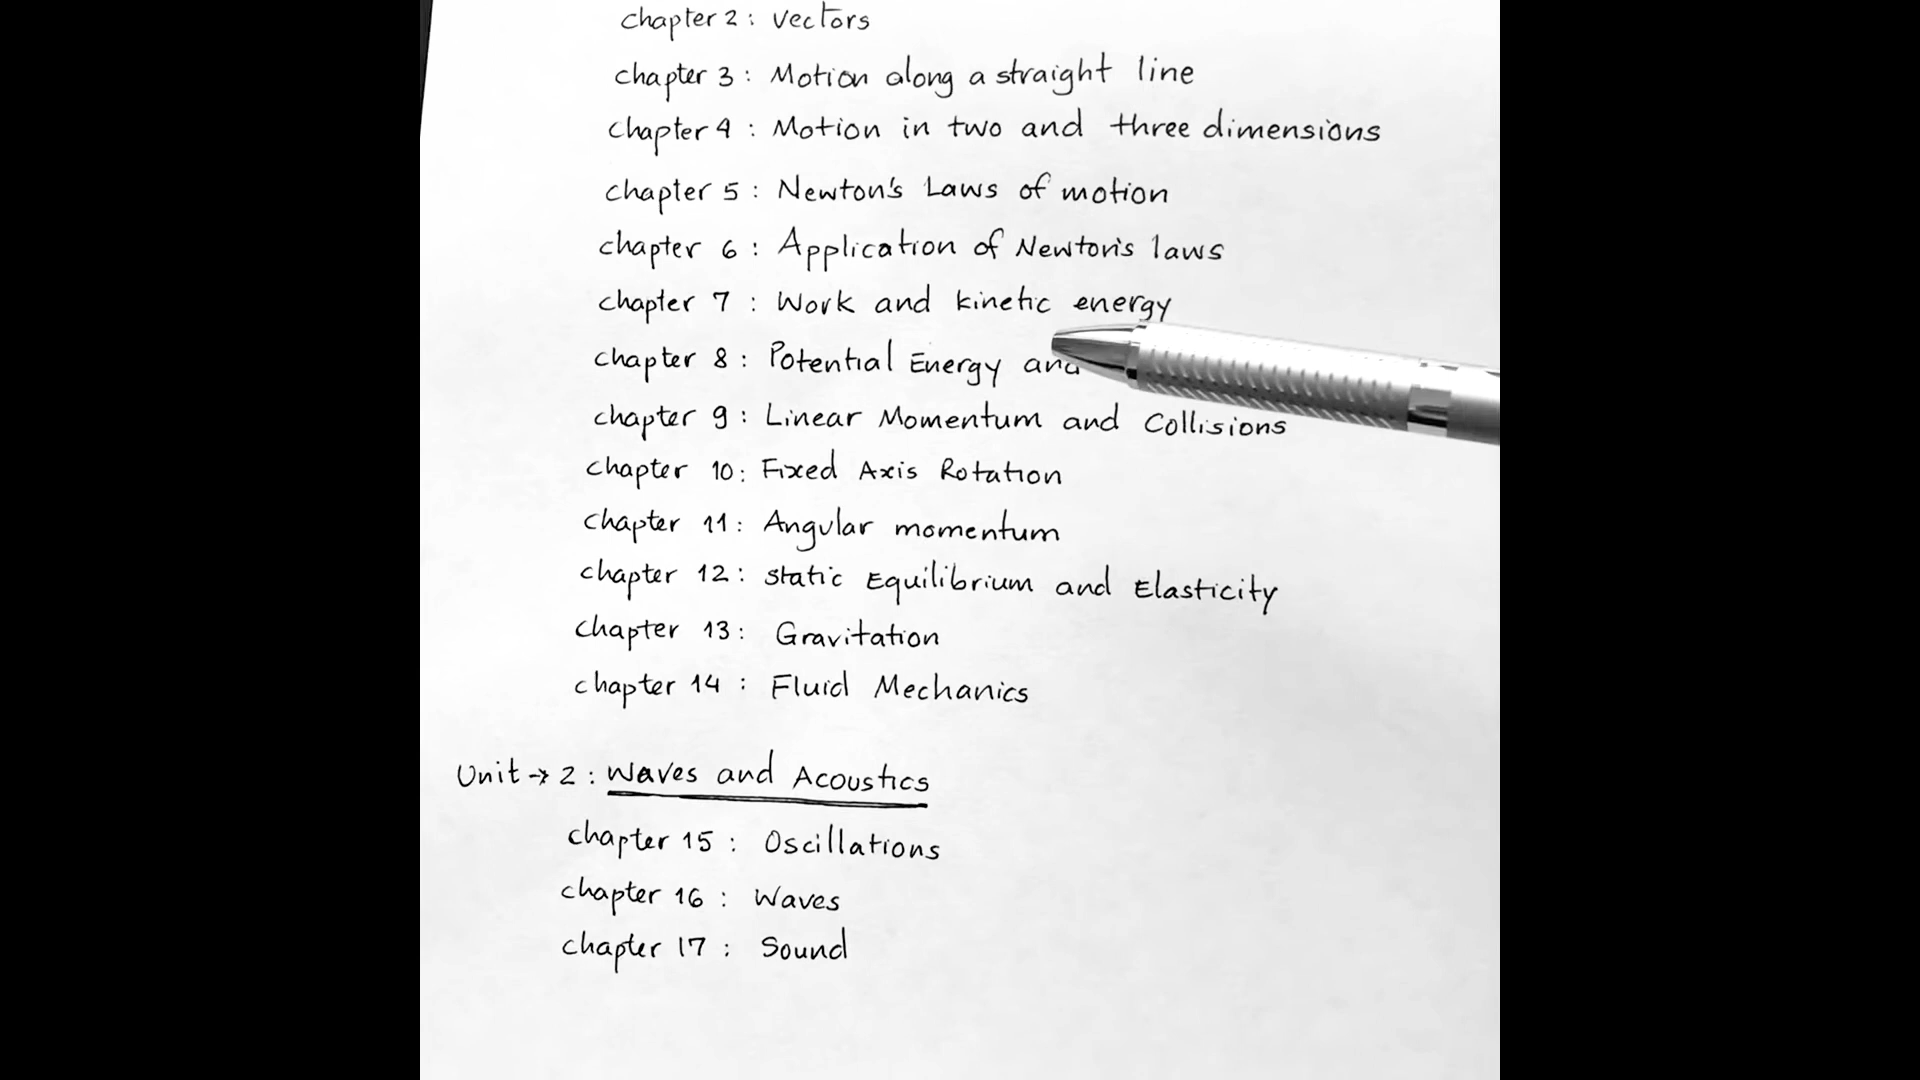 chapter 2 : vectors
chapter 3 : Motion along a straight line
chapter 4 : Motion in two and three dimensions
chapter 5 : Newton's Laws of motion
chapter 6 : Application of Newton's laws
chapter 7 : Work and kinetic energy
chapter 8 : Potential Energy and
chapter 9 : Linear Momentum and Collisions
chapter 10 : Fixed Axis Rotation
chapter 11 : Angular momentum
chapter 12 : static Equilibrium and Elasticity
chapter 13 : Gravitation
chapter 14 : Fluid Mechanics
Unit → 2 : Waves and Acoustics
chapter 15 : Oscillations
chapter 16 : Waves
chapter 17 : Sound